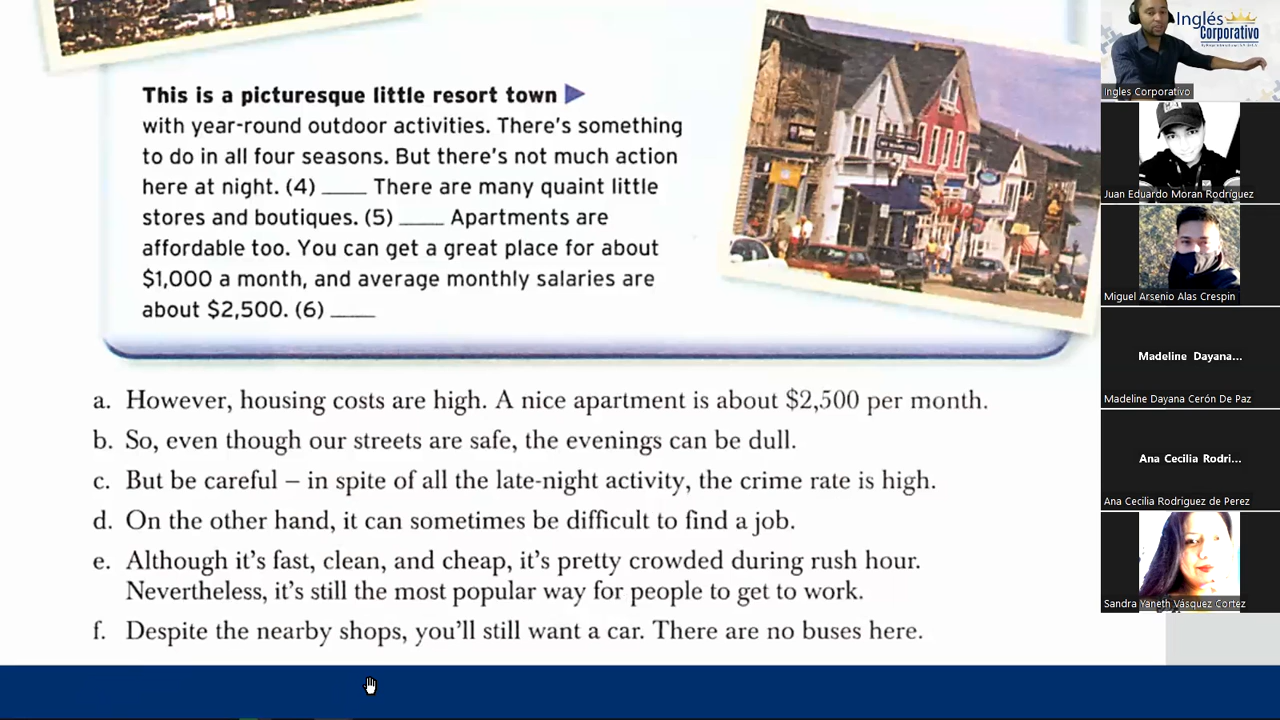 This is a picturesque little resort town
with year-round outdoor activities. There's something
to do in all four seasons. But there's not much action
here at night. (4) ____ There are many quaint little
stores and boutiques. (5) ____ Apartments are
affordable too. You can get a great place for about
$1,000 a month, and average monthly salaries are
about $2,500. (6) ____
a. However, housing costs are high. A nice apartment is about $2,500 per month.
b. So, even though our streets are safe, the evenings can be dull.
c. But be careful – in spite of all the late-night activity, the crime rate is high.
d. On the other hand, it can sometimes be difficult to find a job.
e. Although it's fast, clean, and cheap, it's pretty crowded during rush hour.
Nevertheless, it's still the most popular way for people to get to work.
f. Despite the nearby shops, you'll still want a car. There are no buses here.
Inglés
Corporativo
Ingles Corporativo
Juan Eduardo Moran Rodriguez
Miguel Arsenio Alas Crespin
Madeline Dayana...
Madeline Dayana Cerón De Paz
Ana Cecilia Rodri...
Ana Cecilia Rodriguez de Perez
Sandra Yaneth Vásquez Cortez